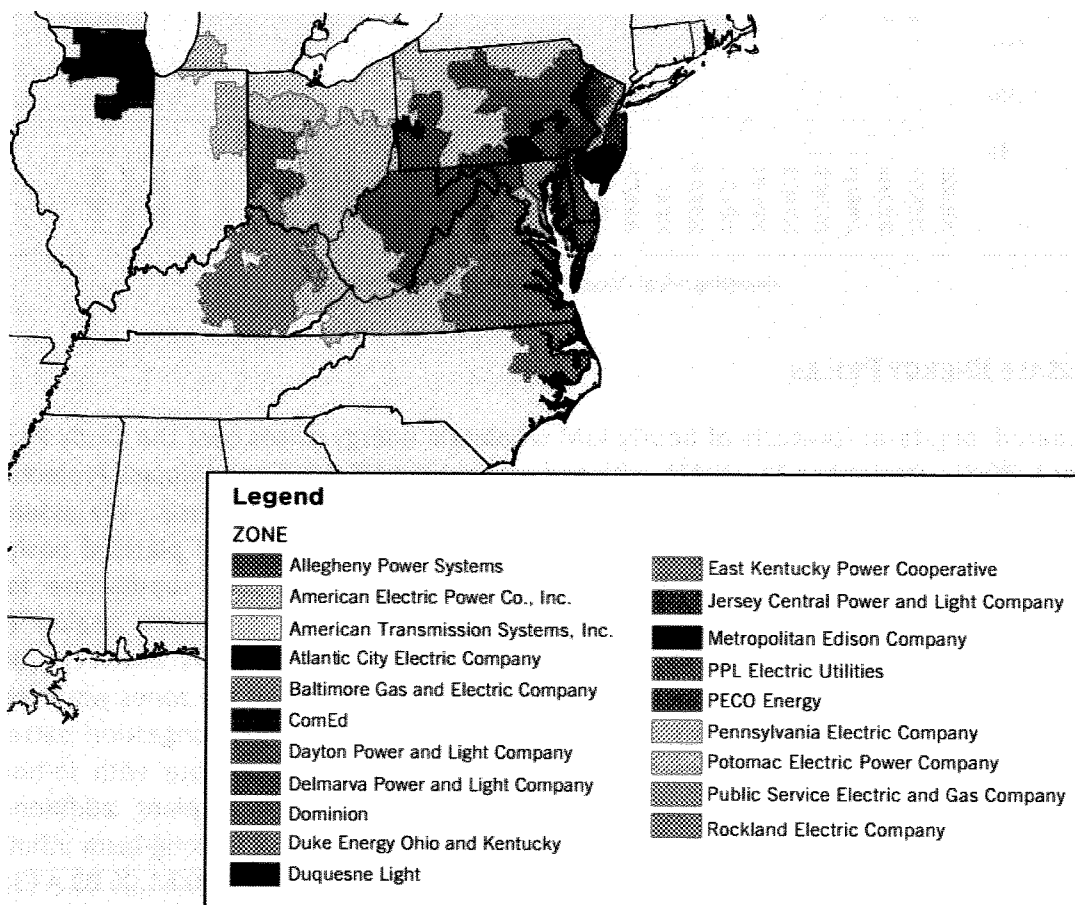 Legend
ZONE
Allegheny Power Systems
American Electric Power Co., Inc.
American Transmission Systems, Inc.
Atlantic City Electric Company
Baltimore Gas and Electric Company
ComEd
Dayton Power and Light Company
Delmarva Power and Light Company
Dominion
Duke Energy Ohio and Kentucky
Duquesne Light
East Kentucky Power Cooperative
Jersey Central Power and Light Company
Metropolitan Edison Company
PPL Electric Utilities
PECO Energy
Pennsylvania Electric Company
Potomac Electric Power Company
Public Service Electric and Gas Company
Rockland Electric Company